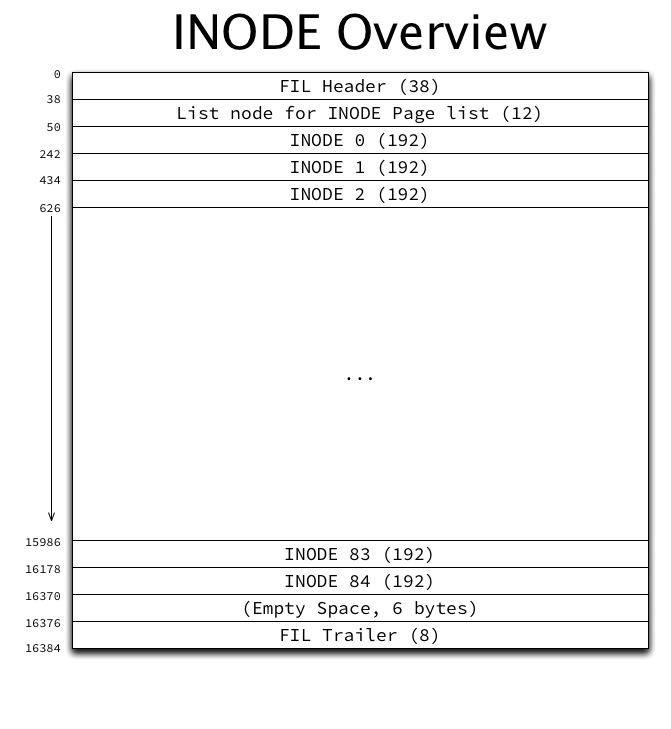 INODE Overview
0
FIL Header (38)
38
List node for INODE Page list (12)
50
INODE 0 (192)
242
INODE 1 (192)
434
INODE 2 (192)
626
...
15986
INODE 83 (192)
16178
INODE 84 (192)
16370
(Empty Space, 6 bytes)
16376
FIL Trailer (8)
16384